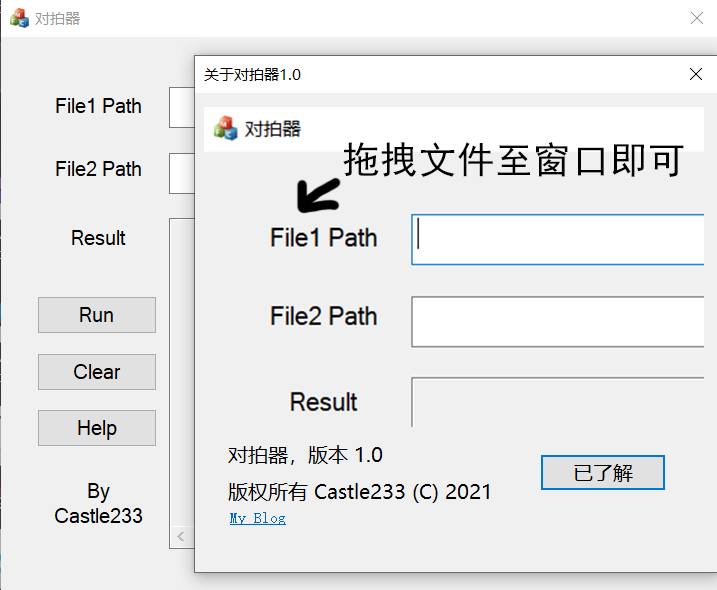 对拍器
File1 Path
File2 Path
Result
Run
Clear
Help
By
Castle233
关于对拍器1.0
对拍器
拖拽文件至窗口即可
File1 Path
File2 Path
Result
对拍器，版本 1.0
版权所有 Castle233 (C) 2021
My Blog
已了解